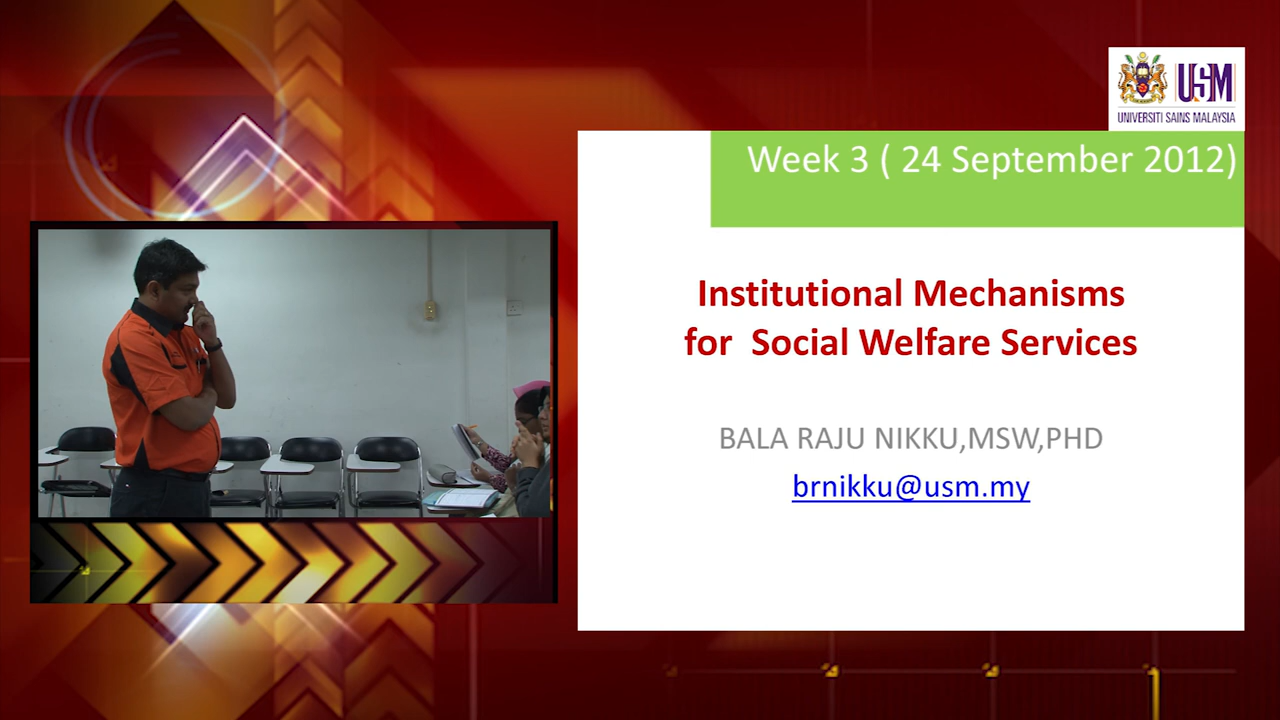 USM
UNIVERSITI SAINS MALAYSIA
Week 3 ( 24 September 2012)
Institutional Mechanisms
for  Social Welfare Services
BALA RAJU NIKKU,MSW,PHD
brnikku@usm.my